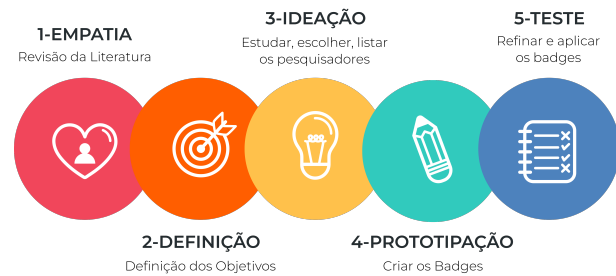 1-EMPATIA
Revisão da Literatura
2-DEFINIÇÃO
Definição dos Objetivos
3-IDEAÇÃO
Estudar, escolher, listar
os pesquisadores
4-PROTOTIPAÇÃO
Criar os Badges
5-TESTE
Refinar e aplicar
os badges